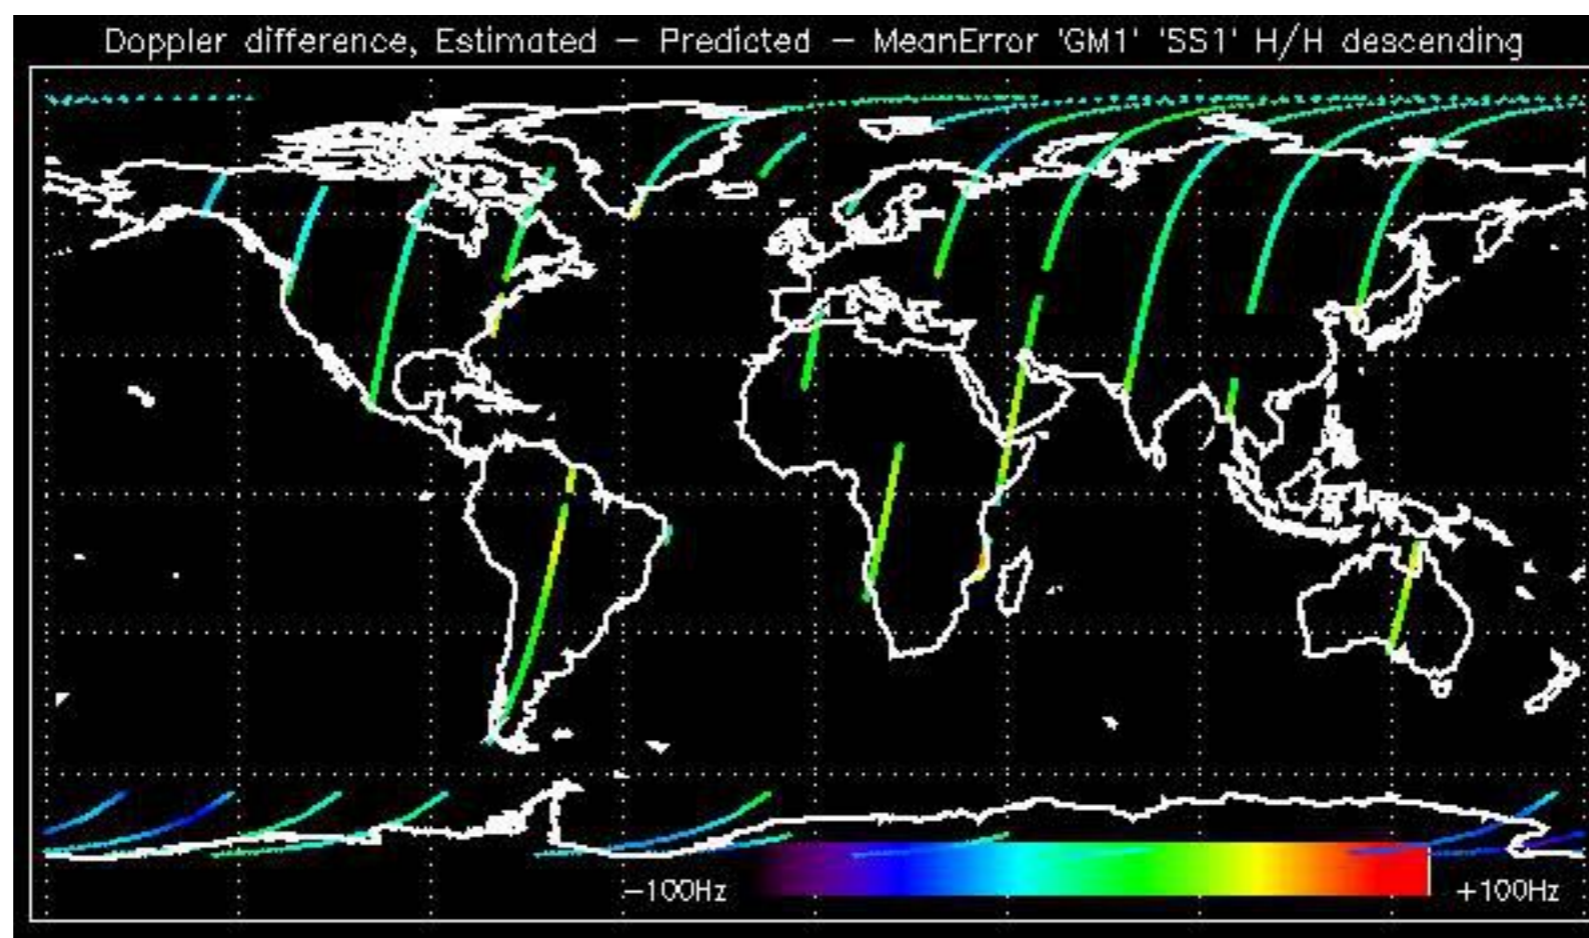 Doppler difference, Estimated — Predicted — MeanError 'GM1' 'SS1' H/H descending
−100Hz +100Hz